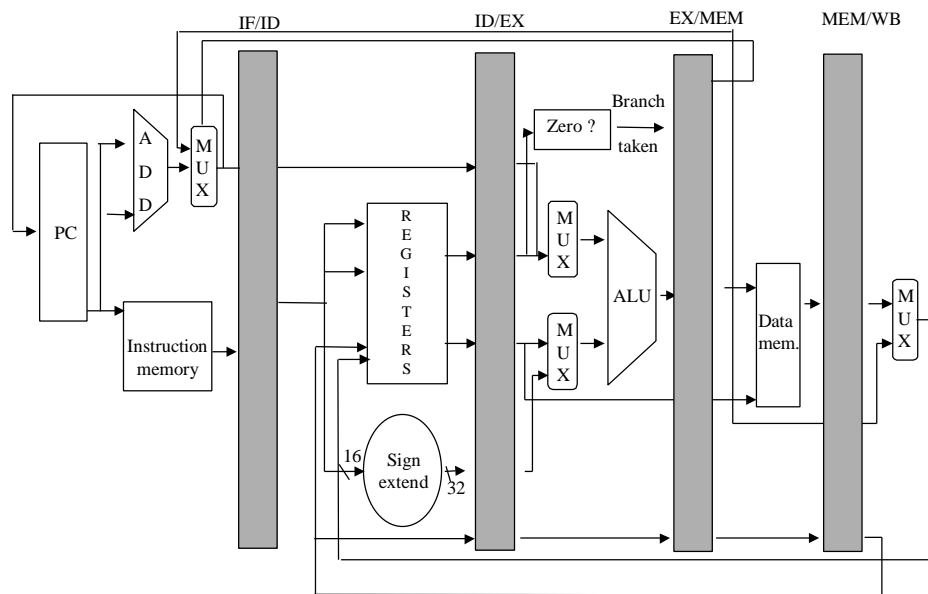 IF/ID
ID/EX
EX/MEM
MEM/WB
Branch
taken
Zero ?
A
D
D
M
U
X
PC
Instruction
memory
R
E
G
I
S
T
E
R
S
M
U
X
M
U
X
ALU
Data
mem.
M
U
X
16
Sign
extend
32